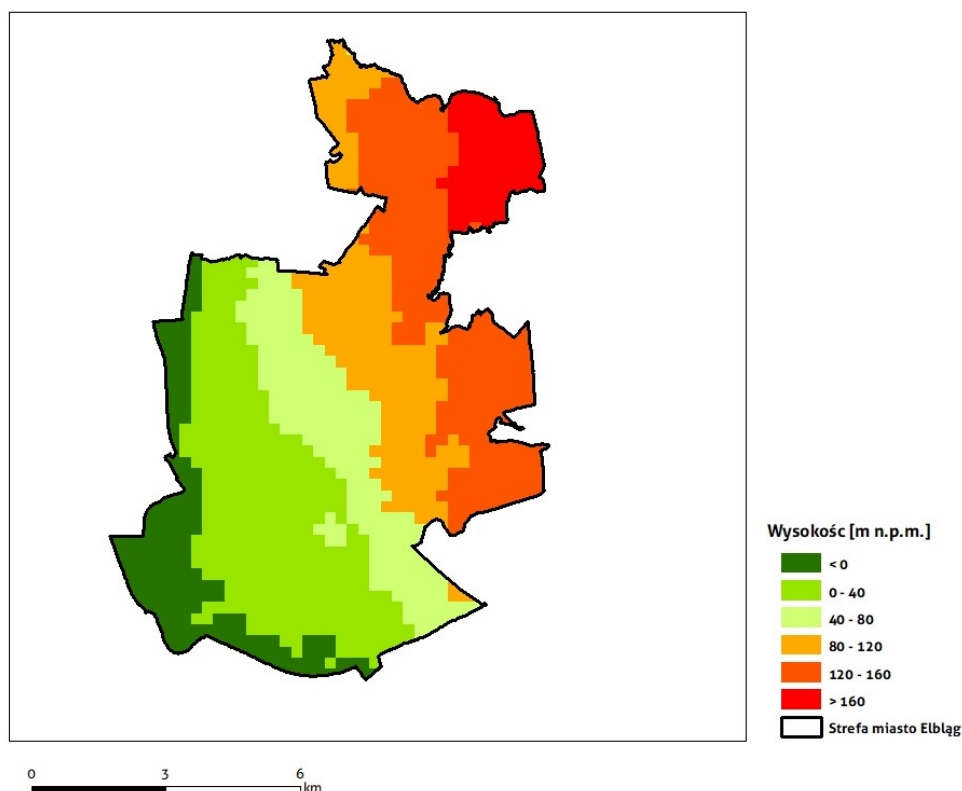 Wysokośc [m n.p.m.]
< 0
0 - 40
40 - 80
80 - 120
120 - 160
> 160
Strefa miasto Elbląg
0 3 6
km